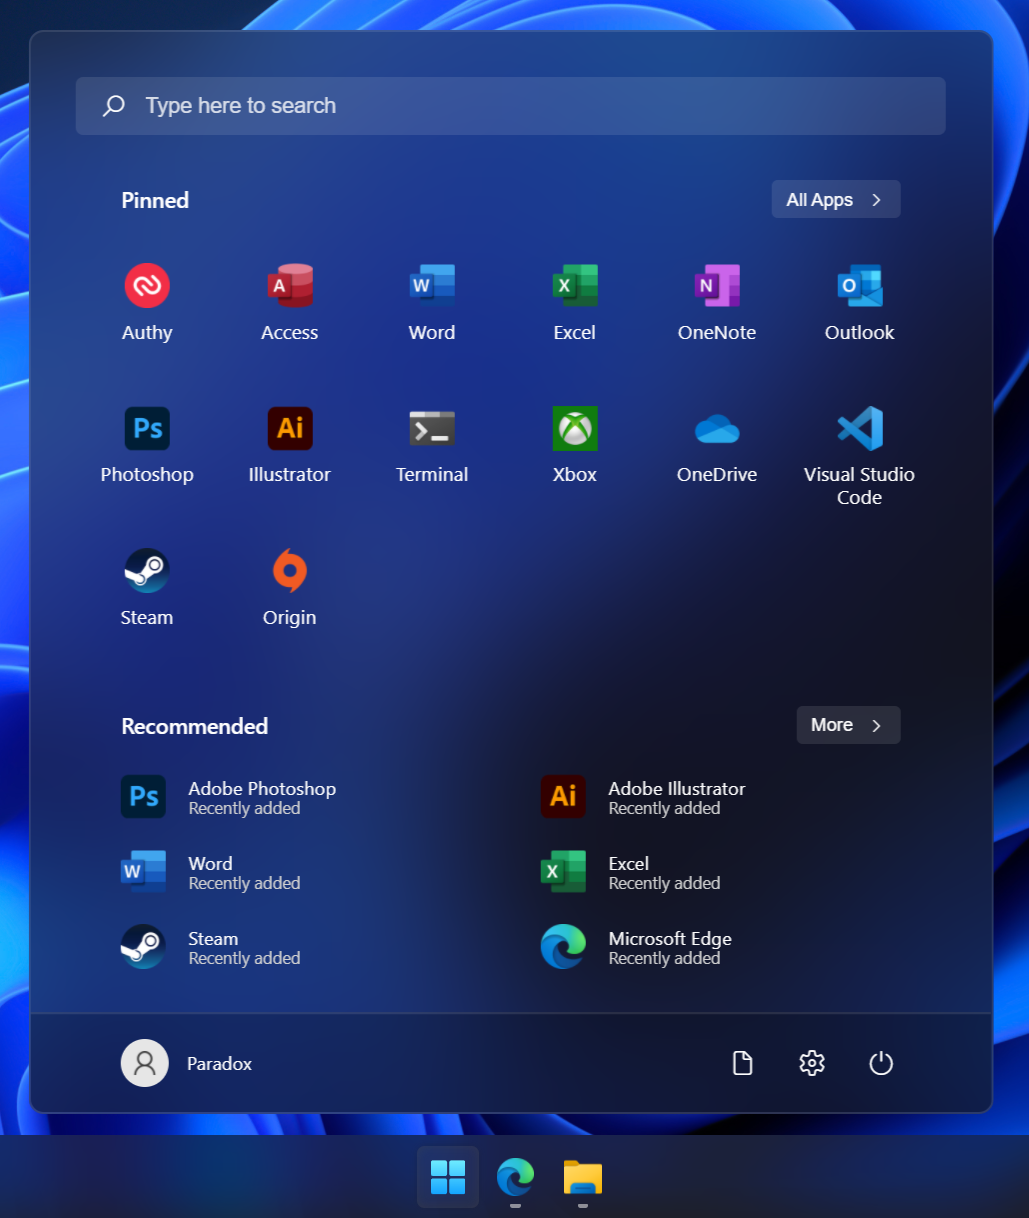 Type here to search
Pinned
All Apps
A
W
X
N
O
Authy
Access
Word
Excel
OneNote
Outlook
Ps
Ai
Photoshop
Illustrator
Terminal
Xbox
OneDrive
Visual Studio
Code
Steam
Origin
Recommended
More
Ps
Adobe Photoshop
Recently added
Ai
Adobe Illustrator
Recently added
W
Word
Recently added
X
Excel
Recently added
Steam
Recently added
Microsoft Edge
Recently added
Paradox